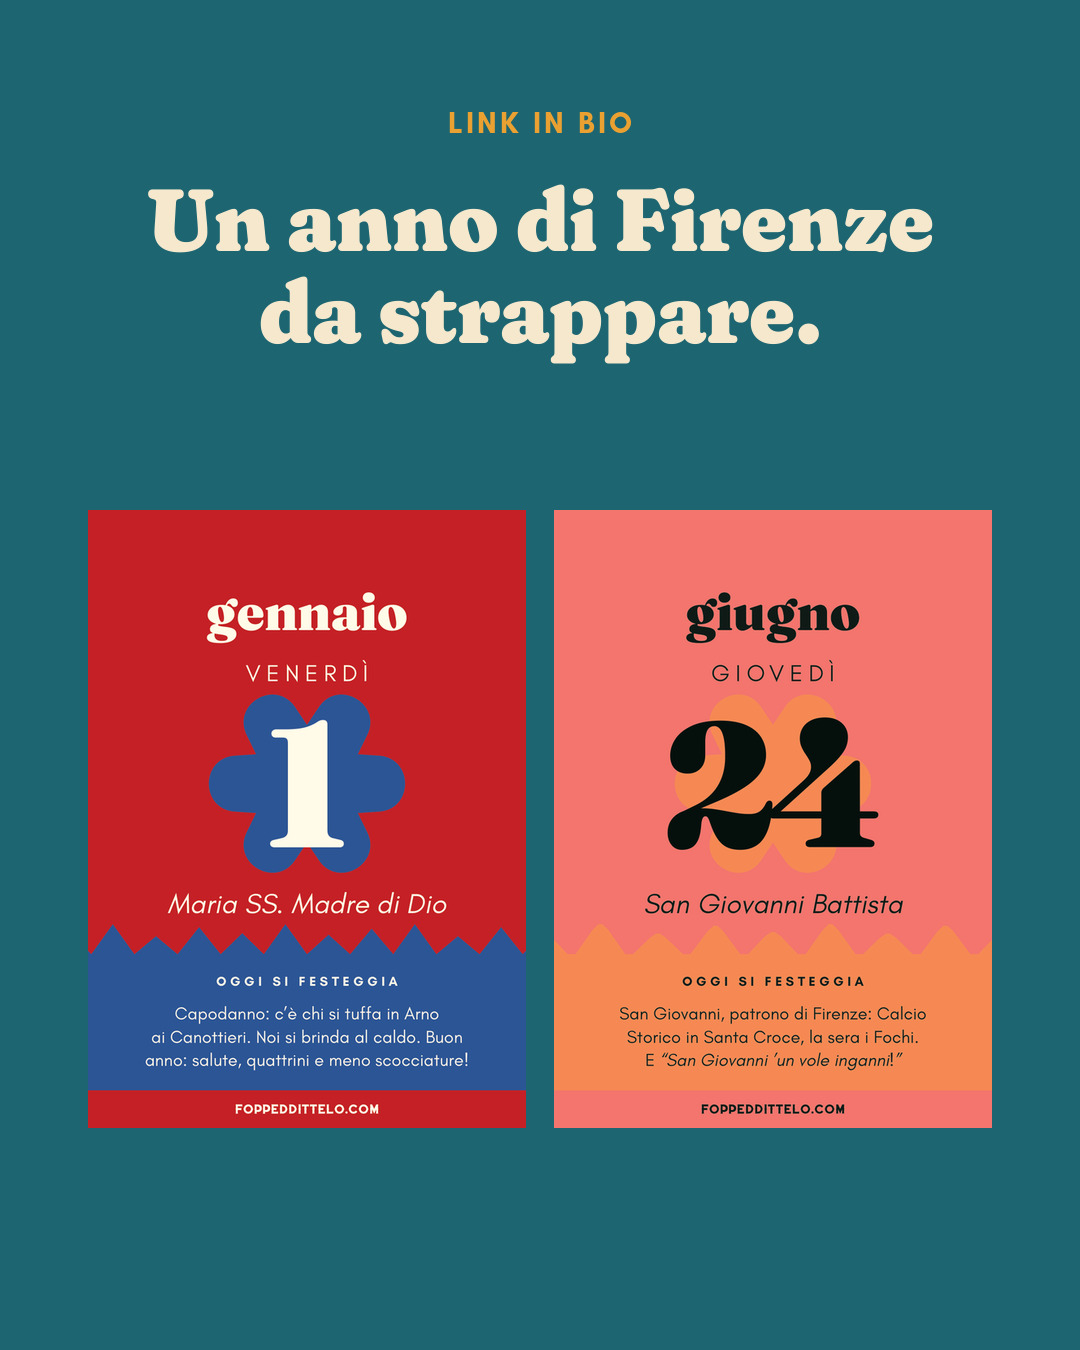 LINK IN BIO
Un anno di Firenze
da strappare.
gennaio
VENERDÌ
1
Maria SS. Madre di Dio
OGGI SI FESTEGGIA
Capodanno: c’è chi si tuffa in Arno
ai Canottieri. Noi si brinda al caldo. Buon
anno: salute, quattrini e meno scocciature!
FOPPEDDITTELO.COM
giugno
GIOVEDÌ
24
San Giovanni Battista
OGGI SI FESTEGGIA
San Giovanni, patrono di Firenze: Calcio
Storico in Santa Croce, la sera i Fochi.
E “San Giovanni ’un vole inganni!”
FOPPEDDITTELO.COM